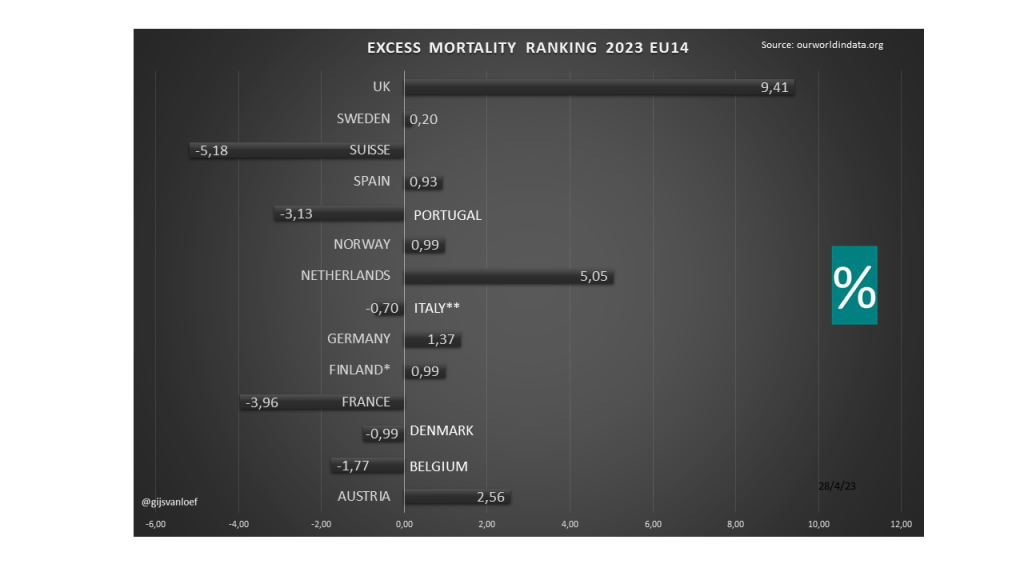 EXCESS MORTALITY RANKING 2023 EU14
Source: ourworldindata.org
UK 9,41
SWEDEN 0,20
-5,18 SUISSE
SPAIN 0,93
-3,13 PORTUGAL
NORWAY 0,99
NETHERLANDS 5,05
%
-0,70 ITALY**
GERMANY 1,37
FINLAND* 0,99
-3,96 FRANCE
-0,99 DENMARK
-1,77 BELGIUM
28/4/23
AUSTRIA 2,56
@gijsvanloef
-6,00 -4,00 -2,00 0,00 2,00 4,00 6,00 8,00 10,00 12,00